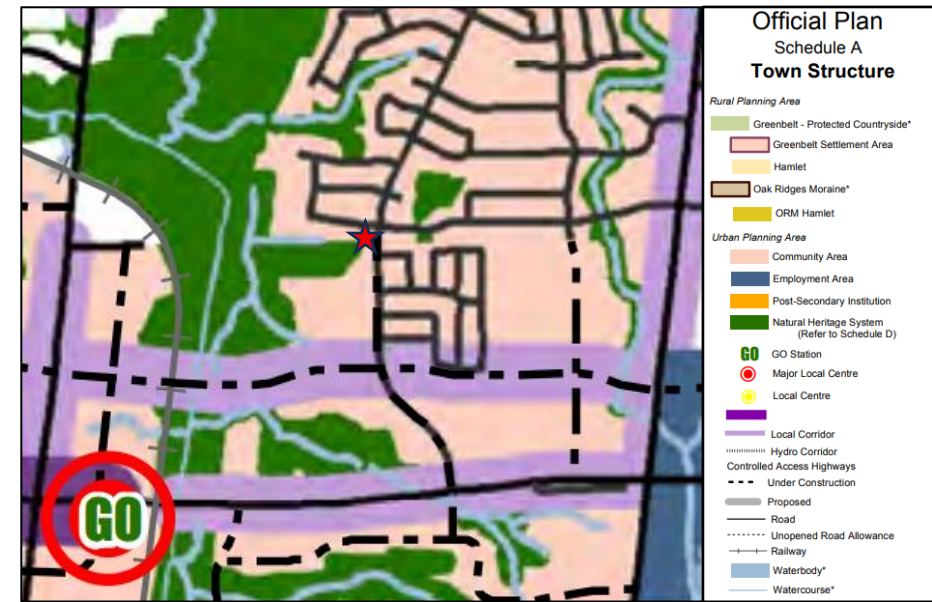 Official Plan
Schedule A
Town Structure
Rural Planning Area
Greenbelt - Protected Countryside*
Greenbelt Settlement Area
Hamlet
Oak Ridges Moraine*
ORM Hamlet
Urban Planning Area
Community Area
Employment Area
Post-Secondary Institution
Natural Heritage System
(Refer to Schedule D)
GO GO Station
Major Local Centre
Local Centre
Local Corridor
Hydro Corridor
Controlled Access Highways
Under Construction
Proposed
Road
Unopened Road Allowance
Railway
Waterbody*
Watercourse*
GO